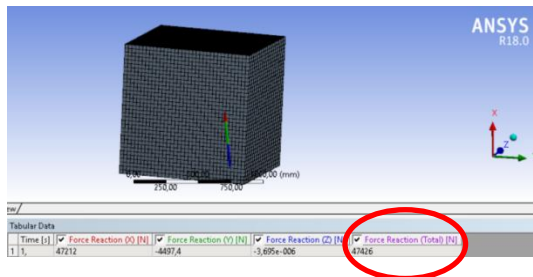 ANSYS
R18.0
X
Z
0,00
(mm)
250,00 750,00
Tabular Data
Time [s] Force Reaction (X) [N] Force Reaction (Y) [N] Force Reaction (Z) [N] Force Reaction (Total) [N]
1 1, 47212 -4497,4 -3,695e-006 47426